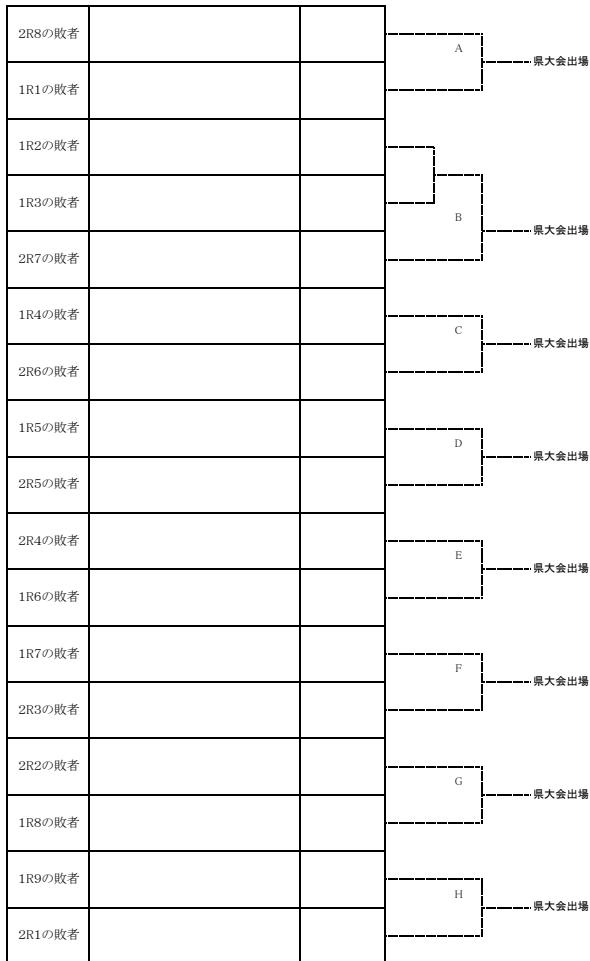 2R8の敗者
A
県大会出場
1R1の敗者
1R2の敗者
1R3の敗者
B
県大会出場
2R7の敗者
1R4の敗者
C
県大会出場
2R6の敗者
1R5の敗者
D
県大会出場
2R5の敗者
2R4の敗者
E
県大会出場
1R6の敗者
1R7の敗者
F
県大会出場
2R3の敗者
2R2の敗者
G
県大会出場
1R8の敗者
1R9の敗者
H
県大会出場
2R1の敗者